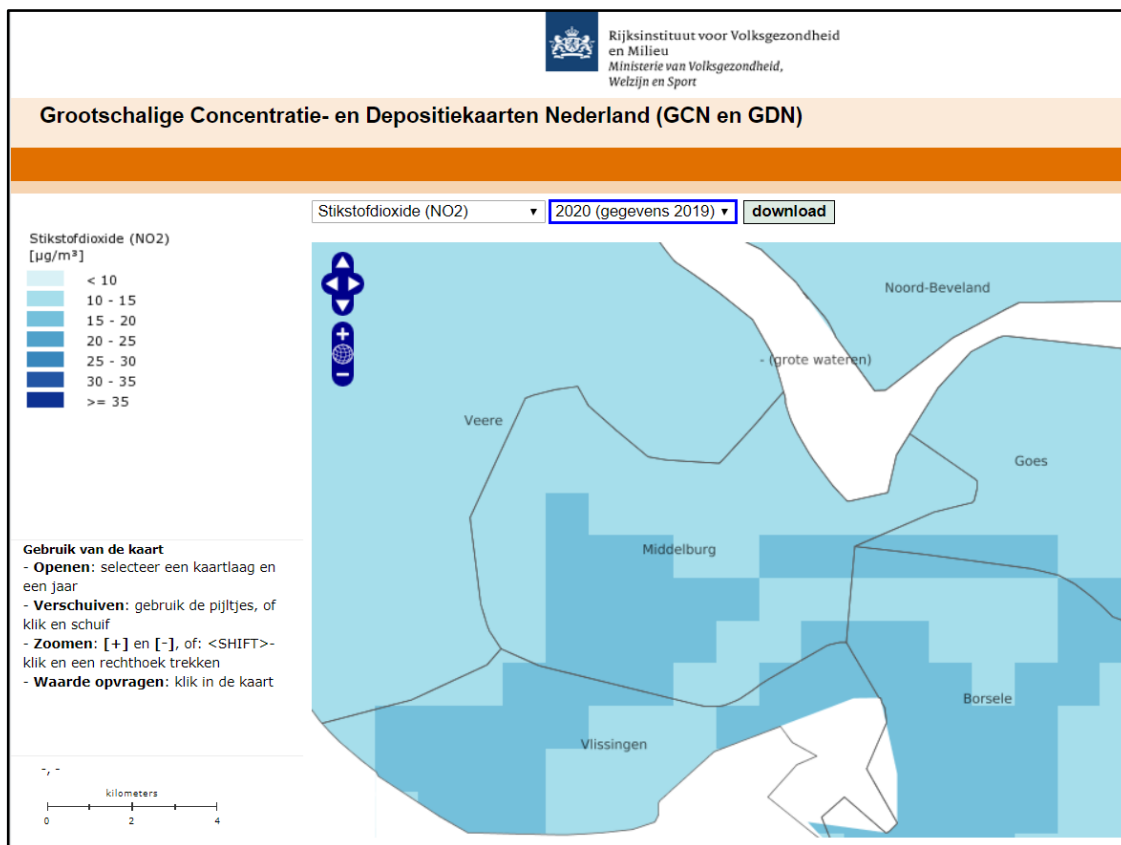 Rijksinstituut voor Volksgezondheid
en Milieu
Ministerie van Volksgezondheid,
Welzijn en Sport
Grootschalige Concentratie- en Depositiekaarten Nederland (GCN en GDN)
Stikstofdioxide (NO2)
2020 (gegevens 2019)
download
Stikstofdioxide (NO2)
[µg/m³]
< 10
10 - 15
15 - 20
20 - 25
25 - 30
30 - 35
>= 35
Noord-Beveland
- (grote wateren)
Veere
Goes
Middelburg
Borsele
Vlissingen
Gebruik van de kaart
- Openen: selecteer een kaartlaag en
een jaar
- Verschuiven: gebruik de pijltjes, of
klik en schuif
- Zoomen: [+] en [-], of: <SHIFT>-
klik en een rechthoek trekken
- Waarde opvragen: klik in de kaart
-, -
kilometers
0 2 4